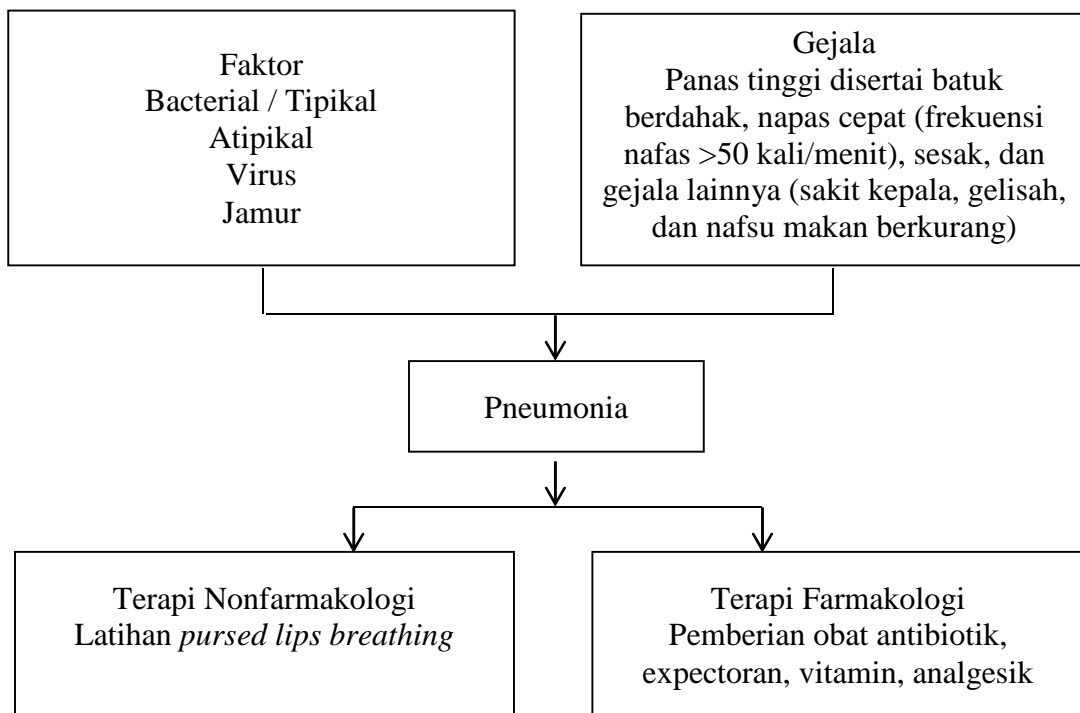 Faktor
Bacterial / Tipikal
Atipikal
Virus
Jamur
Gejala
Panas tinggi disertai batuk
berdahak, napas cepat (frekuensi
nafas >50 kali/menit), sesak, dan
gejala lainnya (sakit kepala, gelisah,
dan nafsu makan berkurang)
Pneumonia
Terapi Nonfarmakologi
Latihan pursed lips breathing
Terapi Farmakologi
Pemberian obat antibiotik,
expectoran, vitamin, analgesik